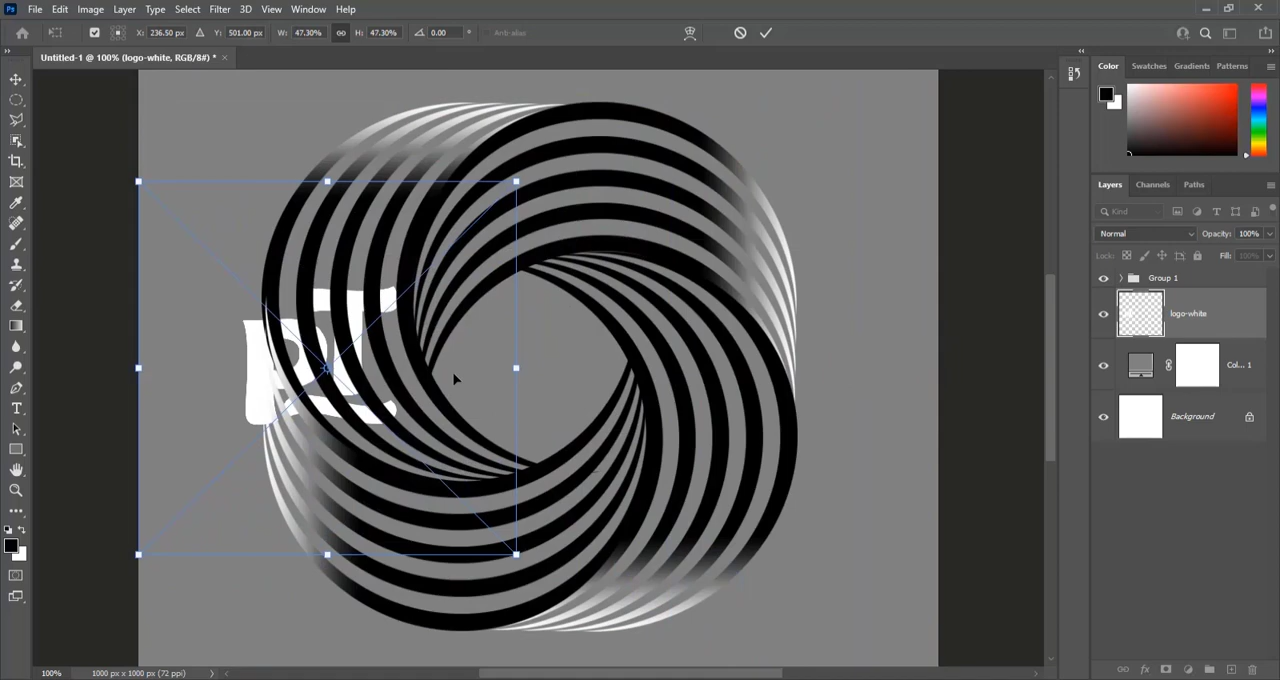 Ps File Edit Image Layer Type Select Filter 3D View Window Help
X: 236.50 px Y: 501.00 px W: 47.30% H: 47.30% 0.00 ° Anti-alias
Untitled-1 @ 100% (logo-white, RGB/8#) * ×
Color Swatches Gradients Patterns
Layers Channels Paths
Kind
Normal Opacity: 100%
Lock: Fill: 100%
Group 1
logo-white
Col... 1
Background
100% 1000 px x 1000 px (72 ppi)